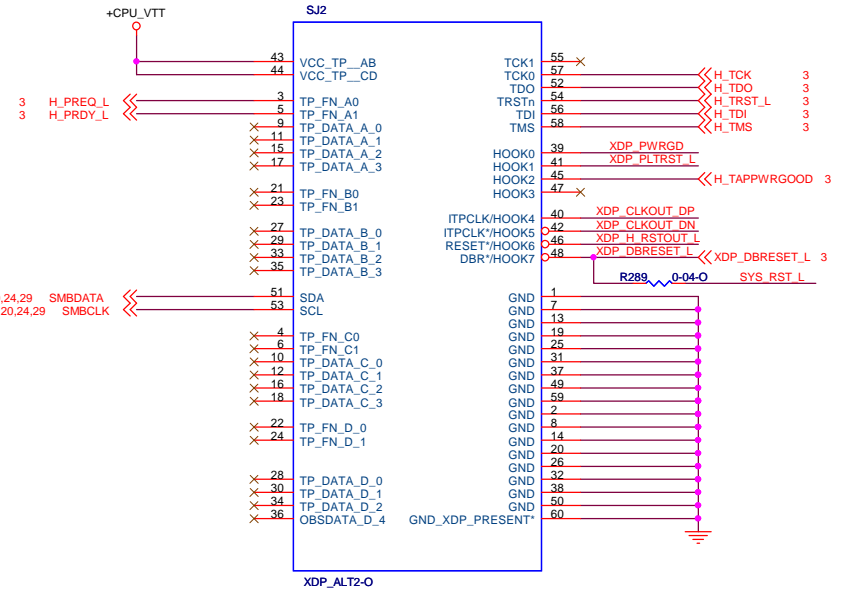 +CPU_VTT
SJ2
43 VCC_TP__AB
44 VCC_TP__CD
3 H_PREQ_L 3 TP_FN_A0
3 H_PRDY_L 5 TP_FN_A1
9 TP_DATA_A_0
11 TP_DATA_A_1
15 TP_DATA_A_2
17 TP_DATA_A_3
21 TP_FN_B0
23 TP_FN_B1
27 TP_DATA_B_0
29 TP_DATA_B_1
33 TP_DATA_B_2
35 TP_DATA_B_3
,24,29 SMBDATA 51 SDA
20,24,29 SMBCLK 53 SCL
4 TP_FN_C0
6 TP_FN_C1
10 TP_DATA_C_0
12 TP_DATA_C_1
16 TP_DATA_C_2
18 TP_DATA_C_3
22 TP_FN_D_0
24 TP_FN_D_1
28 TP_DATA_D_0
30 TP_DATA_D_1
34 TP_DATA_D_2
36 OBSDATA_D_4
TCK1 55
TCK0 57 H_TCK 3
TDO 52 H_TDO 3
TRSTn 54 H_TRST_L 3
TDI 56 H_TDI 3
TMS 58 H_TMS 3
HOOK0 39 XDP_PWRGD
HOOK1 41 XDP_PLTRST_L
HOOK2 45 H_TAPPWRGOOD 3
HOOK3 47
ITPCLK/HOOK4 40 XDP_CLKOUT_DP
ITPCLK*/HOOK5 42 XDP_CLKOUT_DN
RESET*/HOOK6 46 XDP_H_RSTOUT_L
DBR*/HOOK7 48 XDP_DBRESET_L XDP_DBRESET_L 3
R289 0-04-O SYS_RST_L
GND 1
GND 7
GND 13
GND 19
GND 25
GND 31
GND 37
GND 49
GND 59
GND 2
GND 8
GND 14
GND 20
GND 26
GND 32
GND 38
GND 50
GND_XDP_PRESENT* 60
XDP_ALT2-O